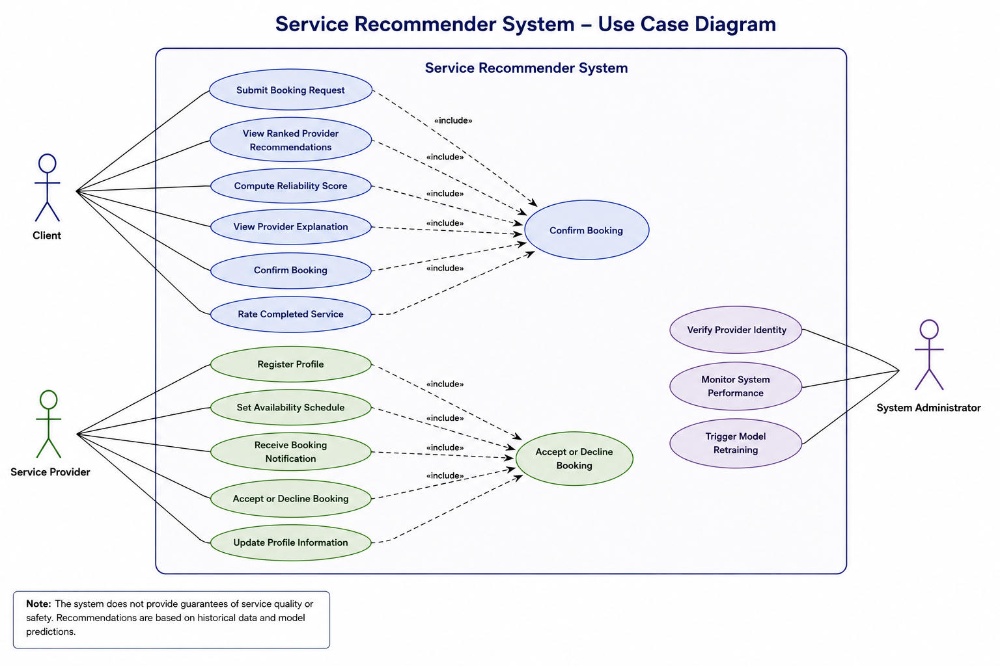 Service Recommender System – Use Case Diagram
Service Recommender System
Submit Booking Request
«include»
View Ranked Provider
Recommendations
«include»
Compute Reliability Score
«include»
View Provider Explanation
«include»
Confirm Booking
«include»
Rate Completed Service
Confirm Booking
Client
Register Profile
«include»
Set Availability Schedule
«include»
Receive Booking
Notification
«include»
Accept or Decline Booking
«include»
Update Profile Information
Accept or Decline
Booking
Service Provider
Verify Provider Identity
Monitor System
Performance
Trigger Model
Retraining
System Administrator
Note: The system does not provide guarantees of service quality or
safety. Recommendations are based on historical data and model
predictions.